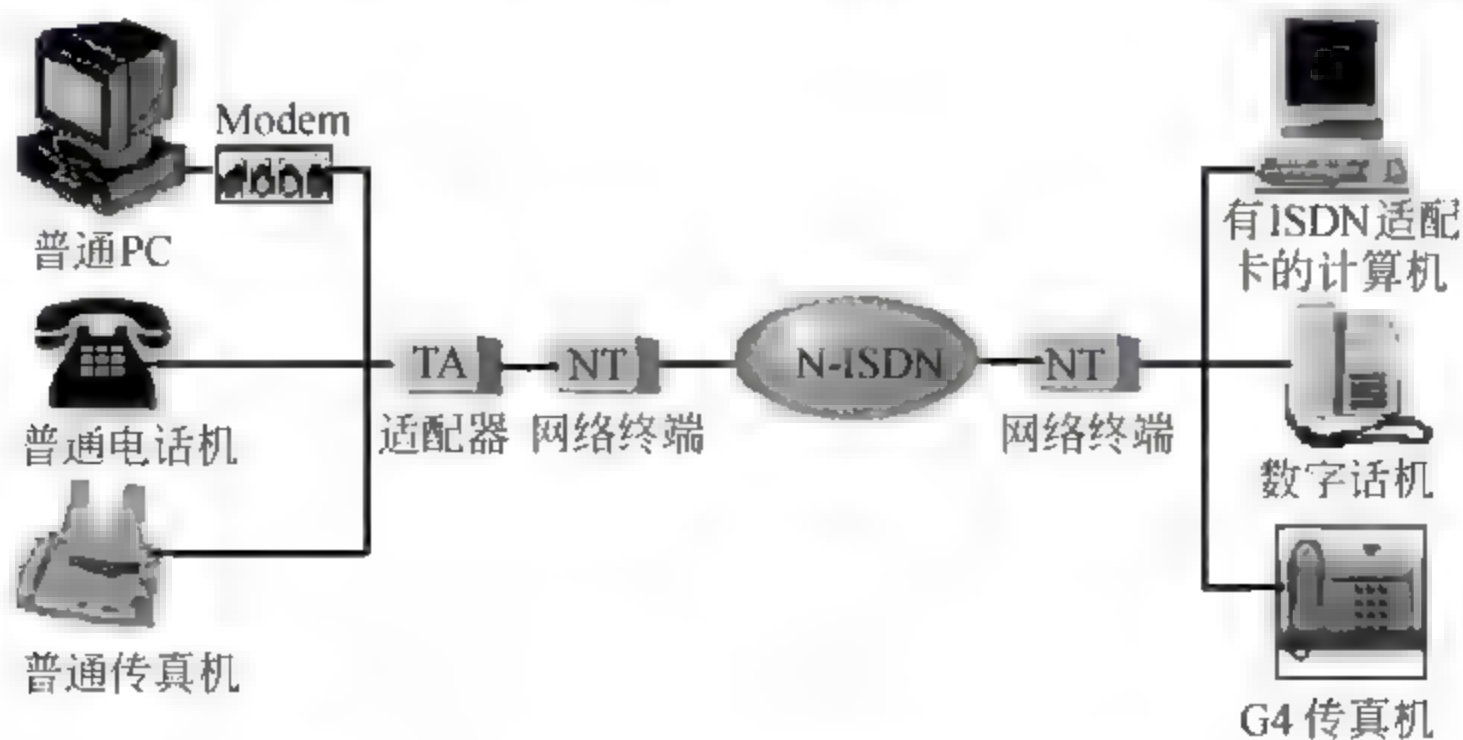 Modem
普通PC
普通电话机
普通传真机
TA
适配器
NT
网络终端
N-ISDN
NT
网络终端
有ISDN适配
卡的计算机
数字话机
G4 传真机